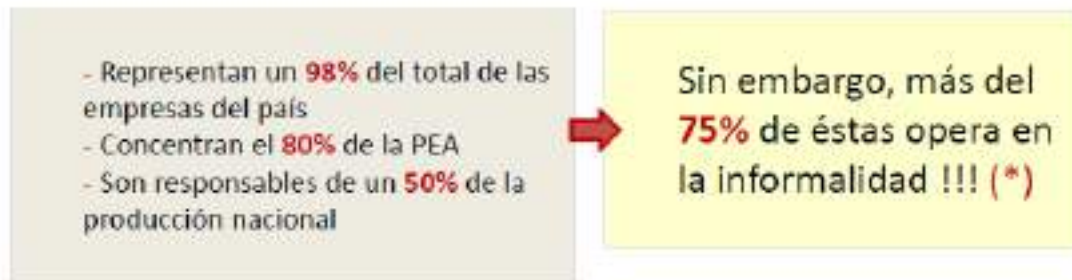 - Representan un 98% del total de las
empresas del país
- Concentran el 80% de la PEA
- Son responsables de un 50% de la
producción nacional
Sin embargo, más del
75% de éstas opera en
la informalidad !!! (*)